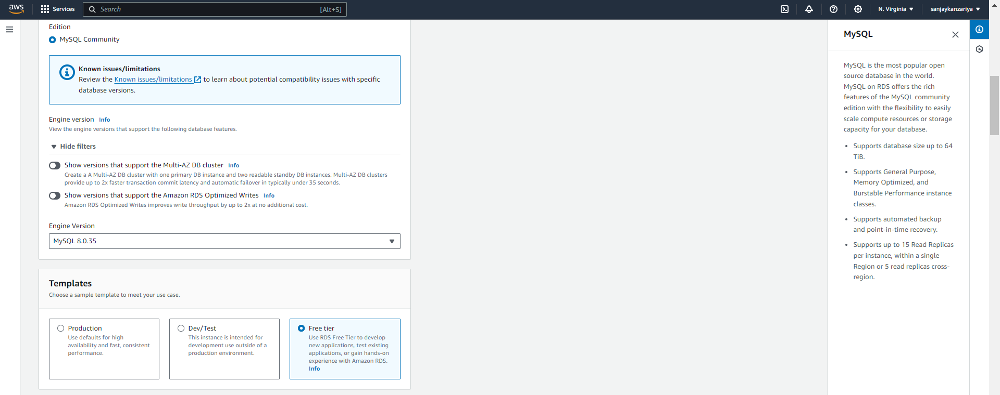 aws
Services
Search
[Alt+S]
N. Virginia
sanjaykanzariya
Edition
MySQL Community
Known issues/limitations
Review the Known issues/limitations to learn about potential compatibility issues with specific
database versions.
Engine version Info
View the engine versions that support the following database features.
Hide filters
Show versions that support the Multi-AZ DB cluster Info
Create a A Multi-AZ DB cluster with one primary DB instance and two readable standby DB instances. Multi-AZ DB clusters
provide up to 2x faster transaction commit latency and automatic failover in typically under 35 seconds.
Show versions that support the Amazon RDS Optimized Writes Info
Amazon RDS Optimized Writes improves write throughput by up to 2x at no additional cost.
Engine Version
MySQL 8.0.35
Templates
Choose a sample template to meet your use case.
Production
Use defaults for high
availability and fast, consistent
performance.
Dev/Test
This instance is intended for
development use outside of a
production environment.
Free tier
Use RDS Free Tier to develop
new applications, test existing
applications, or gain hands-on
experience with Amazon RDS.
Info
MySQL
MySQL is the most popular open
source database in the world.
MySQL on RDS offers the rich
features of the MySQL community
edition with the flexibility to easily
scale compute resources or storage
capacity for your database.
• Supports database size up to 64
TiB.
• Supports General Purpose,
Memory Optimized, and
Burstable Performance instance
classes.
• Supports automated backup
and point-in-time recovery.
• Supports up to 15 Read Replicas
per instance, within a single
Region or 5 read replicas cross-
region.